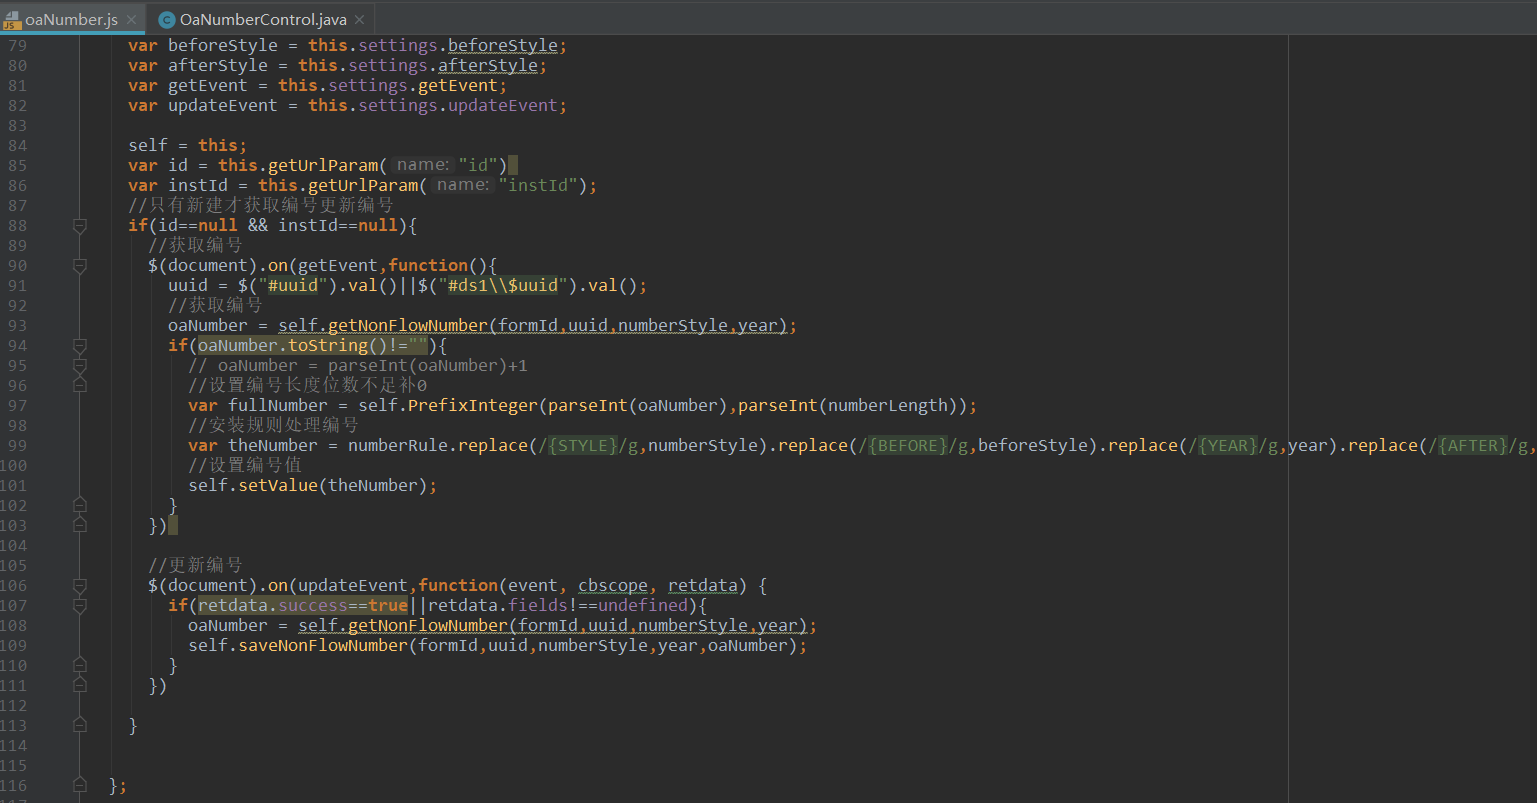 oaNumber.js
OaNumberControl.java
79 var beforeStyle = this.settings.beforeStyle;
80 var afterStyle = this.settings.afterStyle;
81 var getEvent = this.settings.getEvent;
82 var updateEvent = this.settings.updateEvent;
83
84 self = this;
85 var id = this.getUrlParam( name: "id")
86 var instId = this.getUrlParam( name: "instId");
87 //只有新建才获取编号更新编号
88 if(id==null && instId==null){
89 //获取编号
90 $(document).on(getEvent,function(){
91 uuid = $("#uuid").val()||$("#ds1\\$uuid").val();
92 //获取编号
93 oaNumber = self.getNonFlowNumber(formId,uuid,numberStyle,year);
94 if(oaNumber.toString()!=""){
95 // oaNumber = parseInt(oaNumber)+1
96 //设置编号长度位数不足补0
97 var fullNumber = self.PrefixInteger(parseInt(oaNumber),parseInt(numberLength));
98 //安装规则处理编号
99 var theNumber = numberRule.replace(/{STYLE}/g,numberStyle).replace(/{BEFORE}/g,beforeStyle).replace(/{YEAR}/g,year).replace(/{AFTER}/g,
100 //设置编号值
101 self.setValue(theNumber);
102 }
103 })
104
105 //更新编号
106 $(document).on(updateEvent,function(event, cbscope, retdata) {
107 if(retdata.success==true||retdata.fields!==undefined){
108 oaNumber = self.getNonFlowNumber(formId,uuid,numberStyle,year);
109 self.saveNonFlowNumber(formId,uuid,numberStyle,year,oaNumber);
110 }
111 })
112
113 }
114
115
116 };